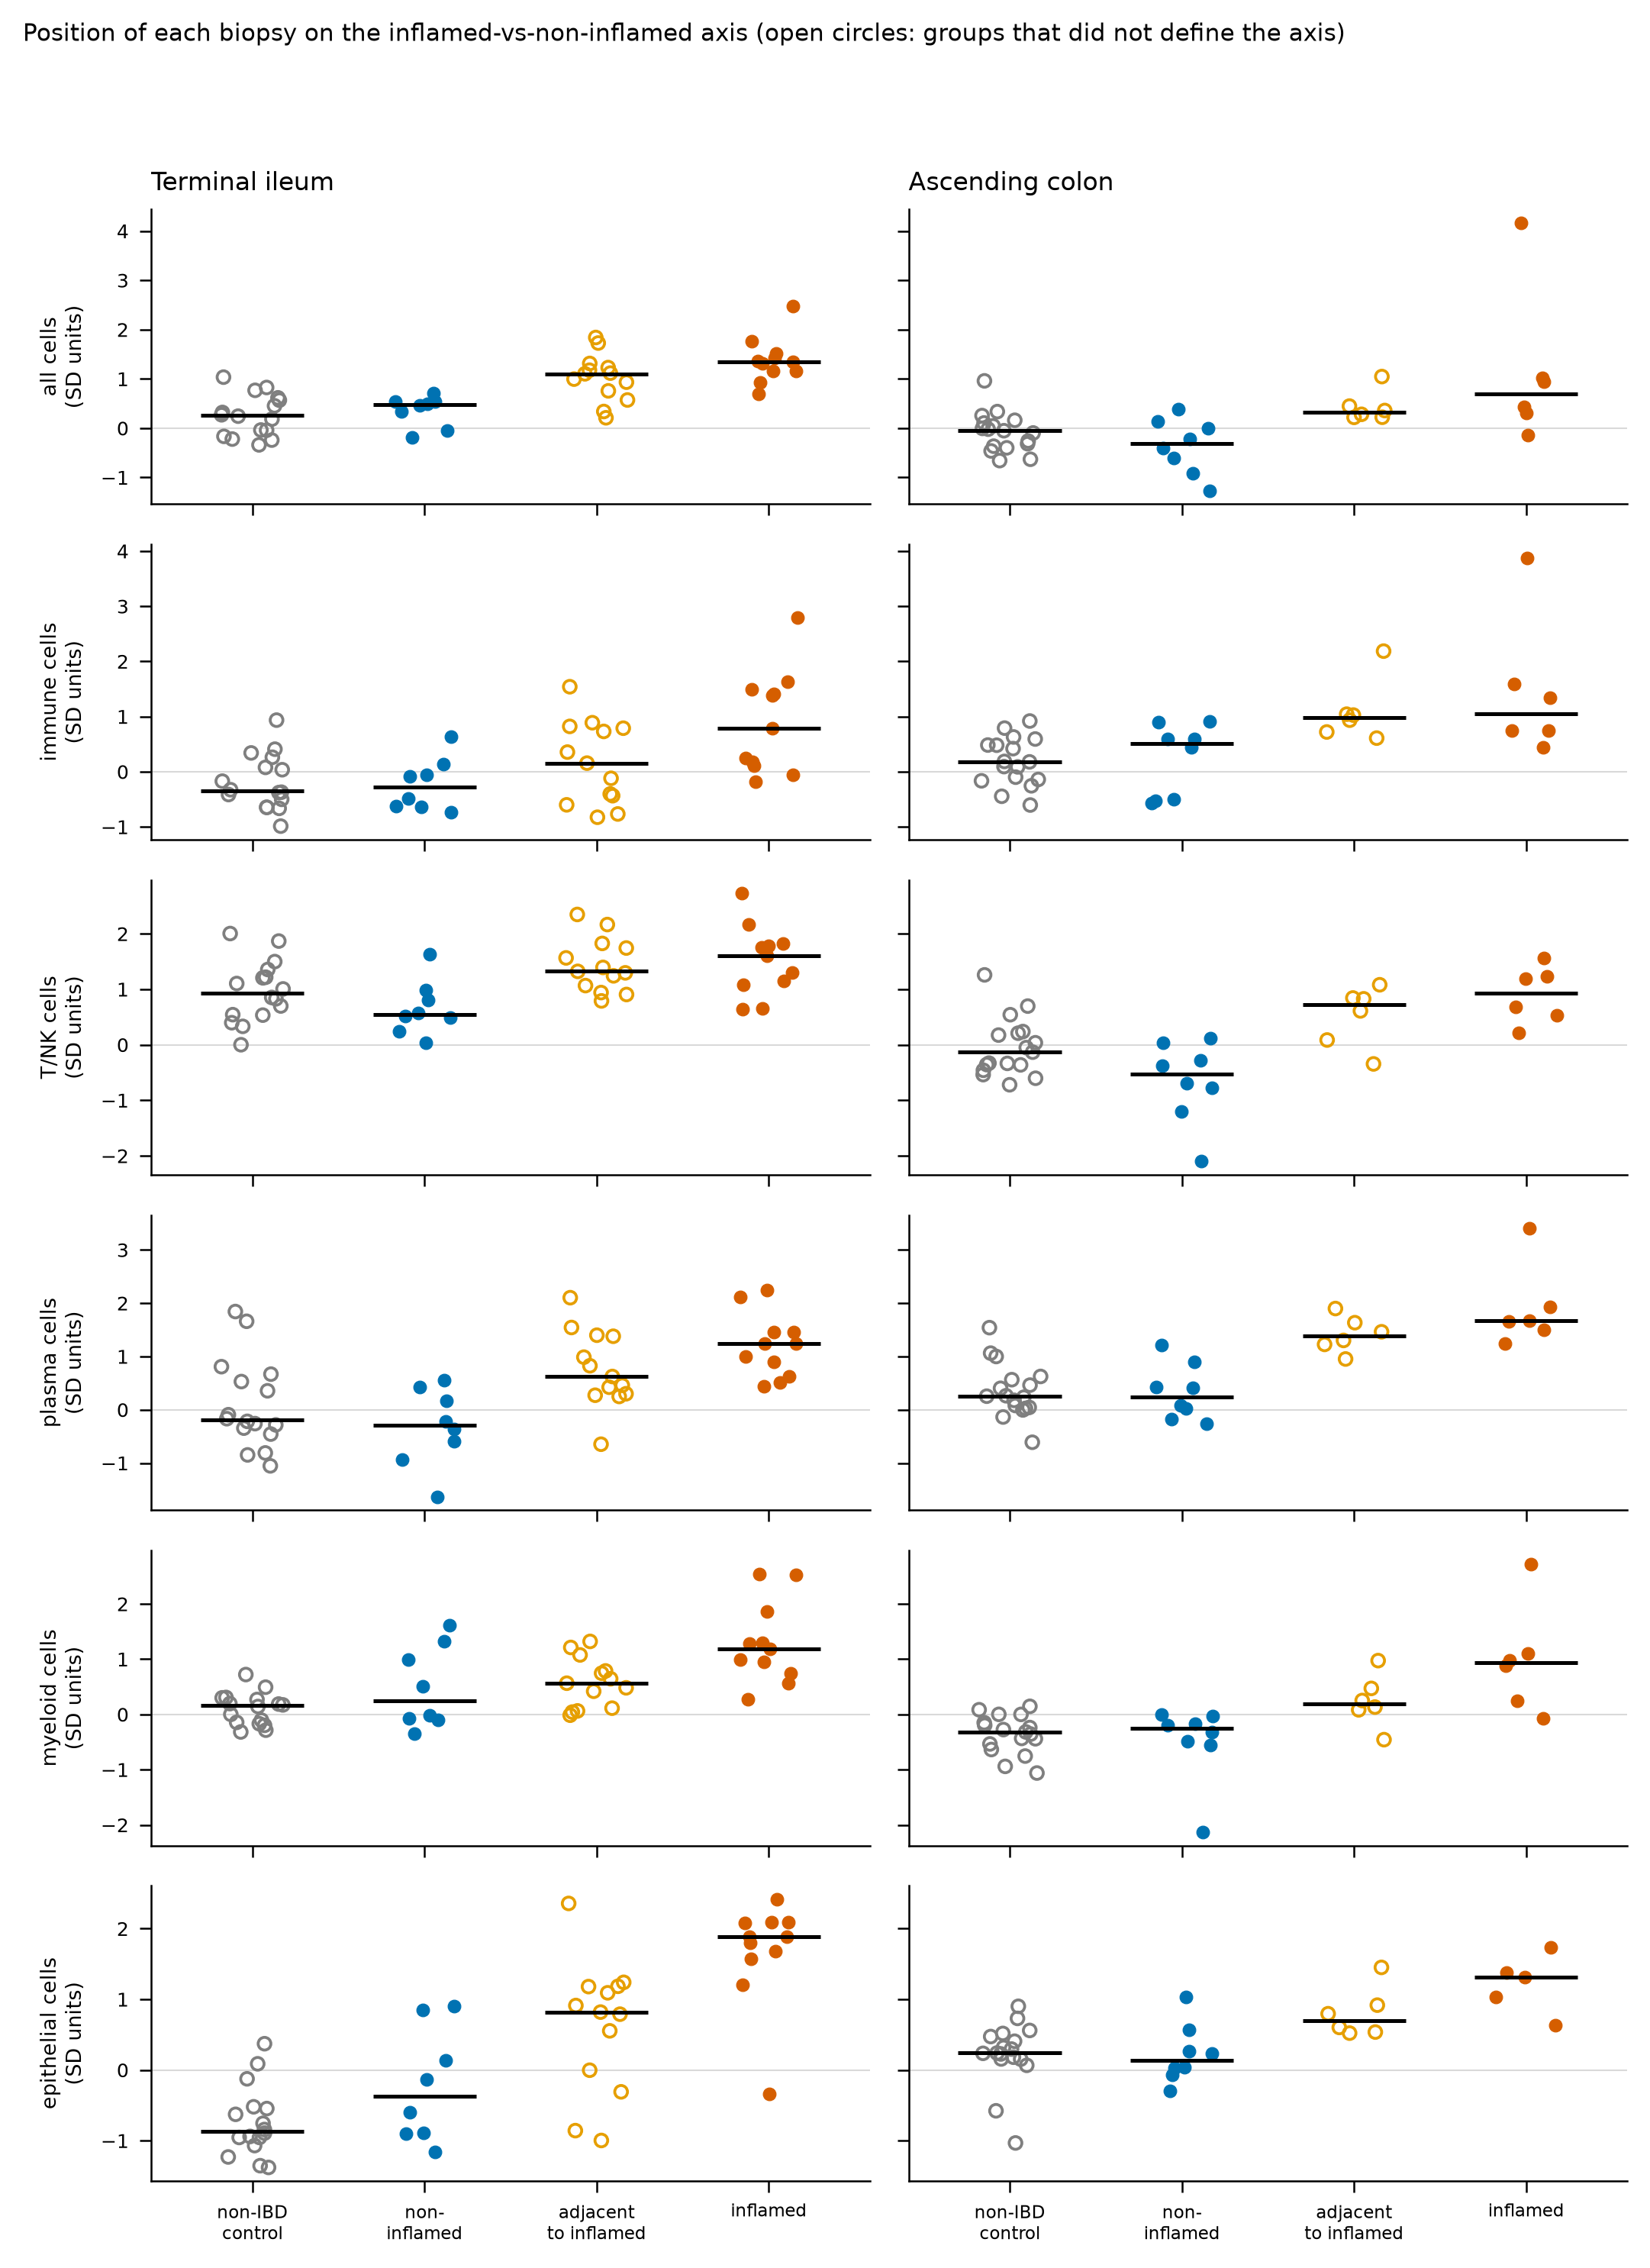 Position of each biopsy on the inflamed-vs-non-inflamed axis (open circles: groups that did not define the axis)
Terminal ileum
Ascending colon
all cells
(SD units)
4
3
2
1
0
−1
immune cells
(SD units)
4
3
2
1
0
−1
T/NK cells
(SD units)
2
1
0
−1
−2
plasma cells
(SD units)
3
2
1
0
−1
myeloid cells
(SD units)
2
1
0
−1
−2
epithelial cells
(SD units)
2
1
0
−1
non-IBD
control
non-
inflamed
adjacent
to inflamed
inflamed
non-IBD
control
non-
inflamed
adjacent
to inflamed
inflamed